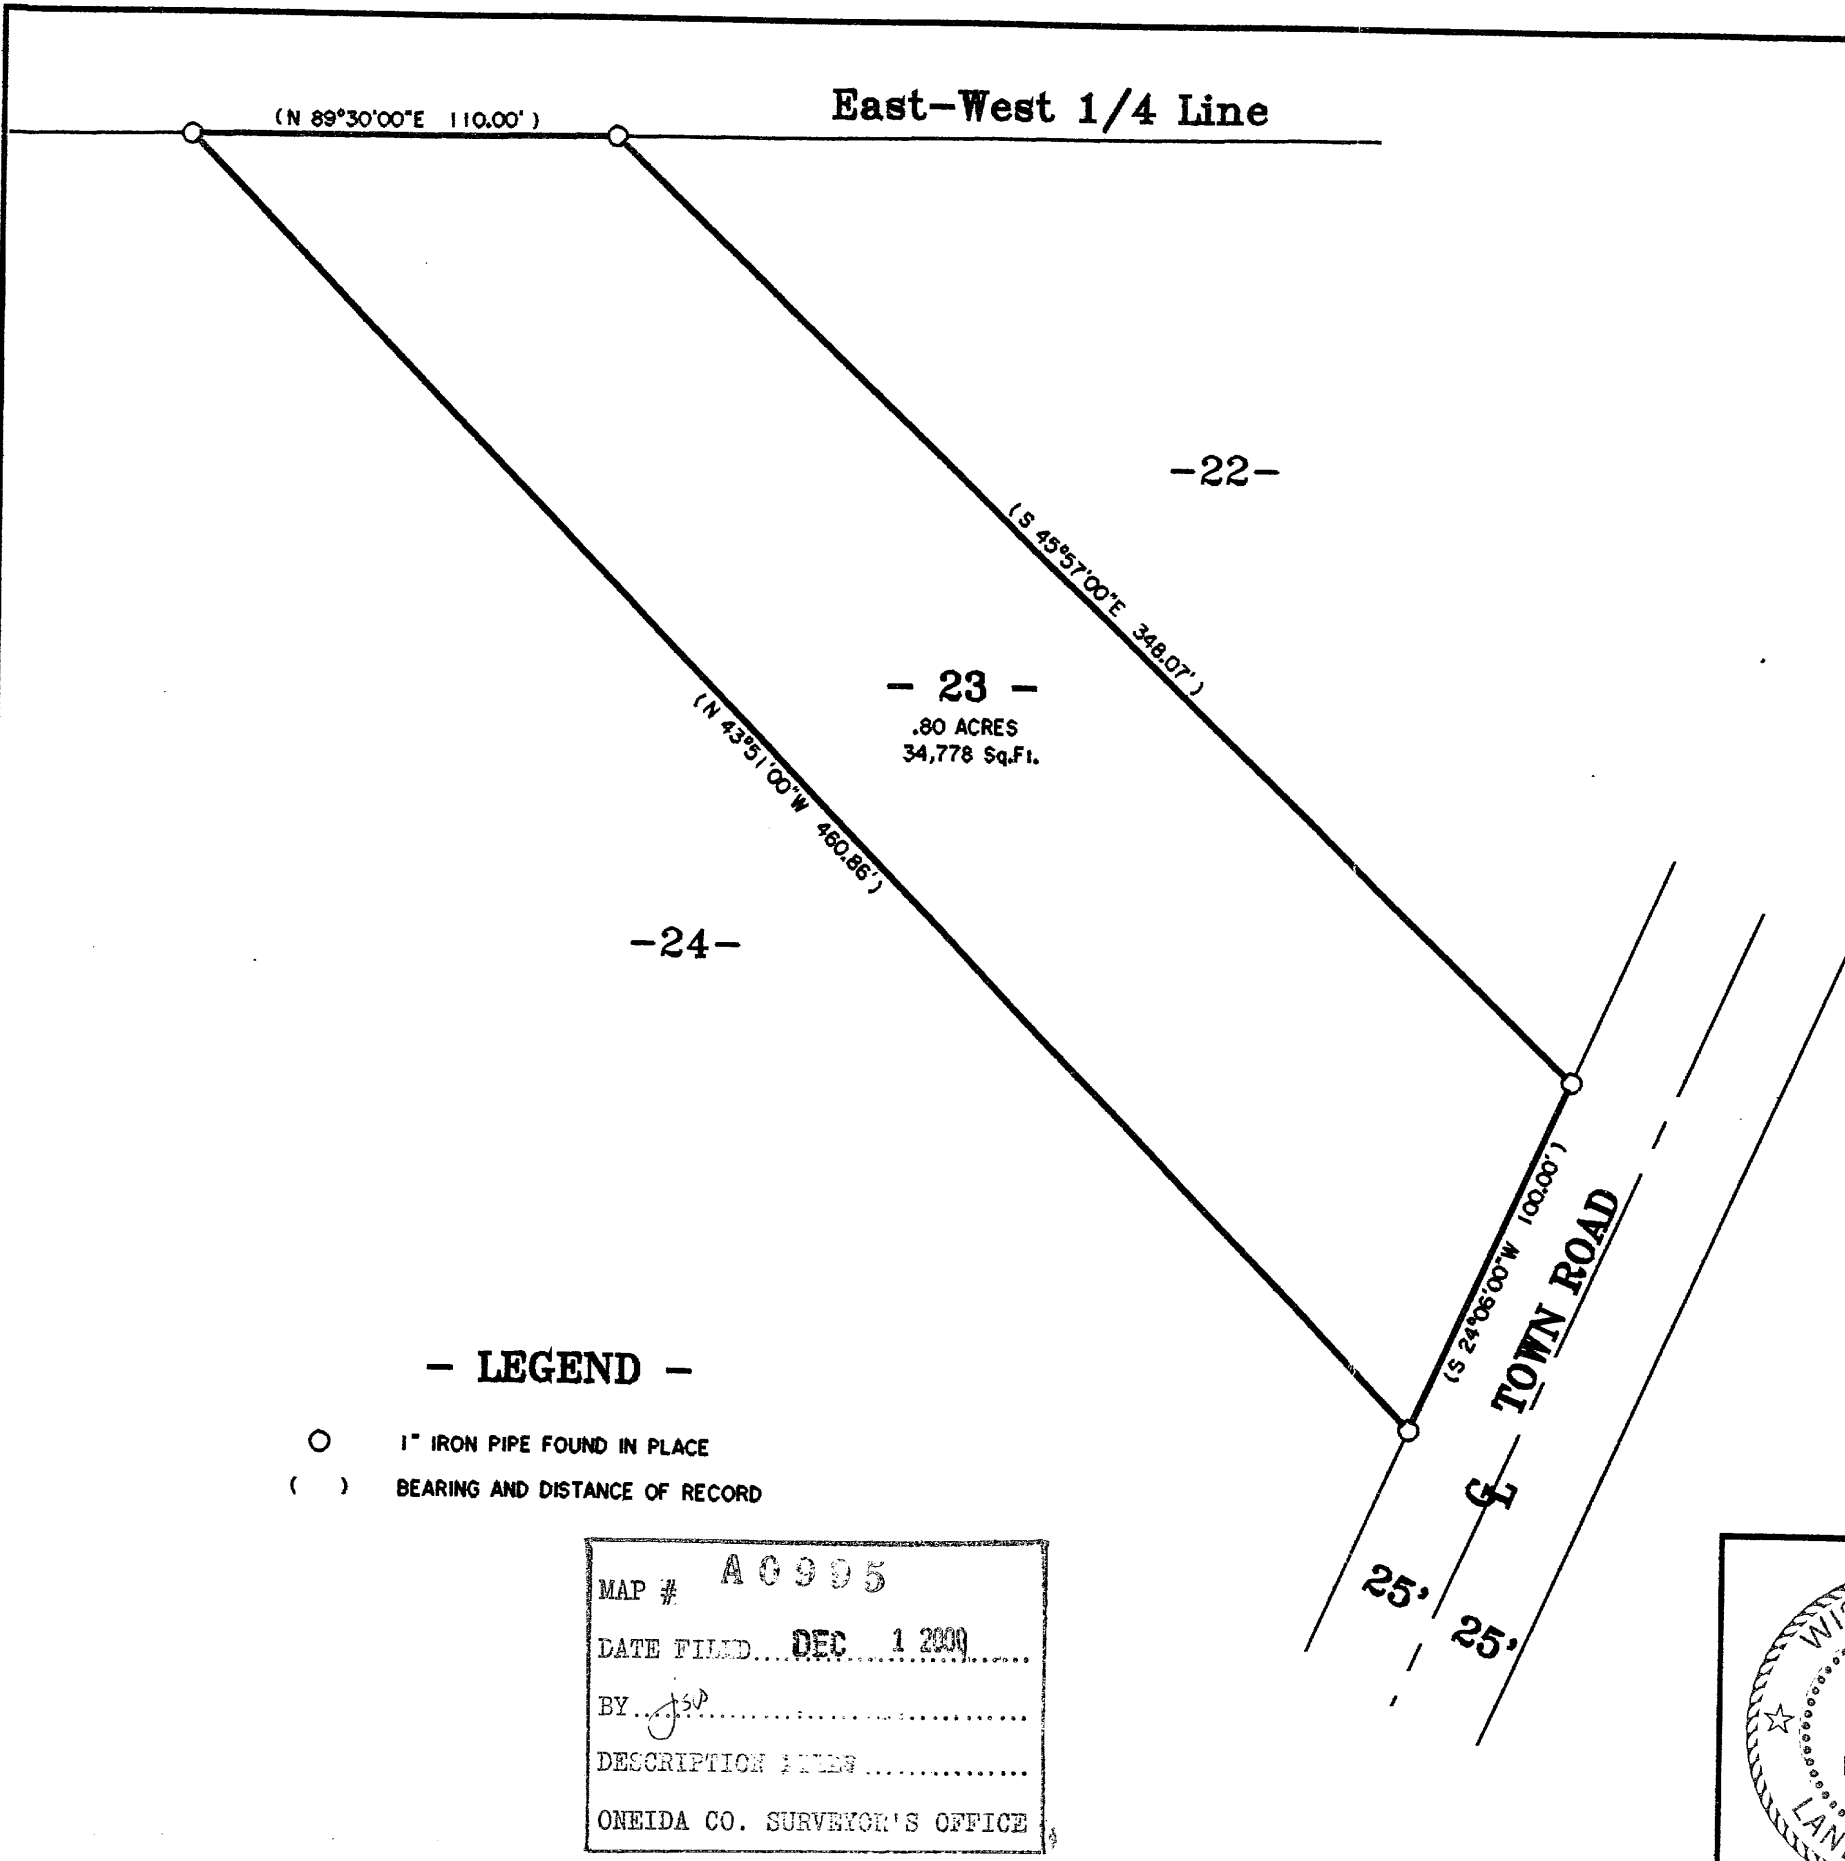 East-West 1/4 Line
(N 89°30'00"E 110.00')
-22-
(S 45°57'00"E 348.07')
- 23 -
.80 ACRES
34,778 Sq.Ft.
(N 43°51'00"W 460.86')
-24-
(S 24°06'00"W 100.00')
TOWN ROAD
CL
25'
25'
- LEGEND -
1" IRON PIPE FOUND IN PLACE
( ) BEARING AND DISTANCE OF RECORD
MAP # A0995
DATE FILED... DEC 1 2000
BY... jsp
DESCRIPTION
ONEIDA CO. SURVEYOR'S OFFICE